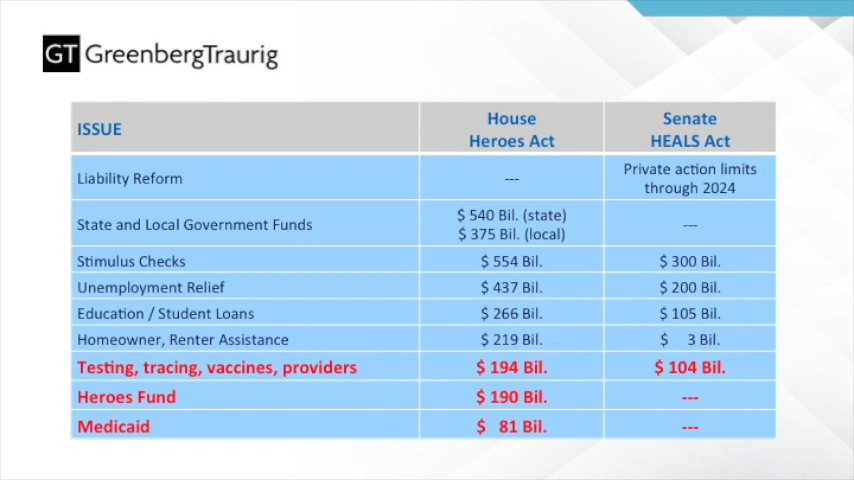 GT GreenbergTraurig
ISSUE
House
Heroes Act
Senate
HEALS Act
Liability Reform
---
Private action limits
through 2024
State and Local Government Funds
$ 540 Bil. (state)
$ 375 Bil. (local)
---
Stimulus Checks
$ 554 Bil.
$ 300 Bil.
Unemployment Relief
$ 437 Bil.
$ 200 Bil.
Education / Student Loans
$ 266 Bil.
$ 105 Bil.
Homeowner, Renter Assistance
$ 219 Bil.
$ 3 Bil.
Testing, tracing, vaccines, providers
$ 194 Bil.
$ 104 Bil.
Heroes Fund
$ 190 Bil.
---
Medicaid
$ 81 Bil.
---